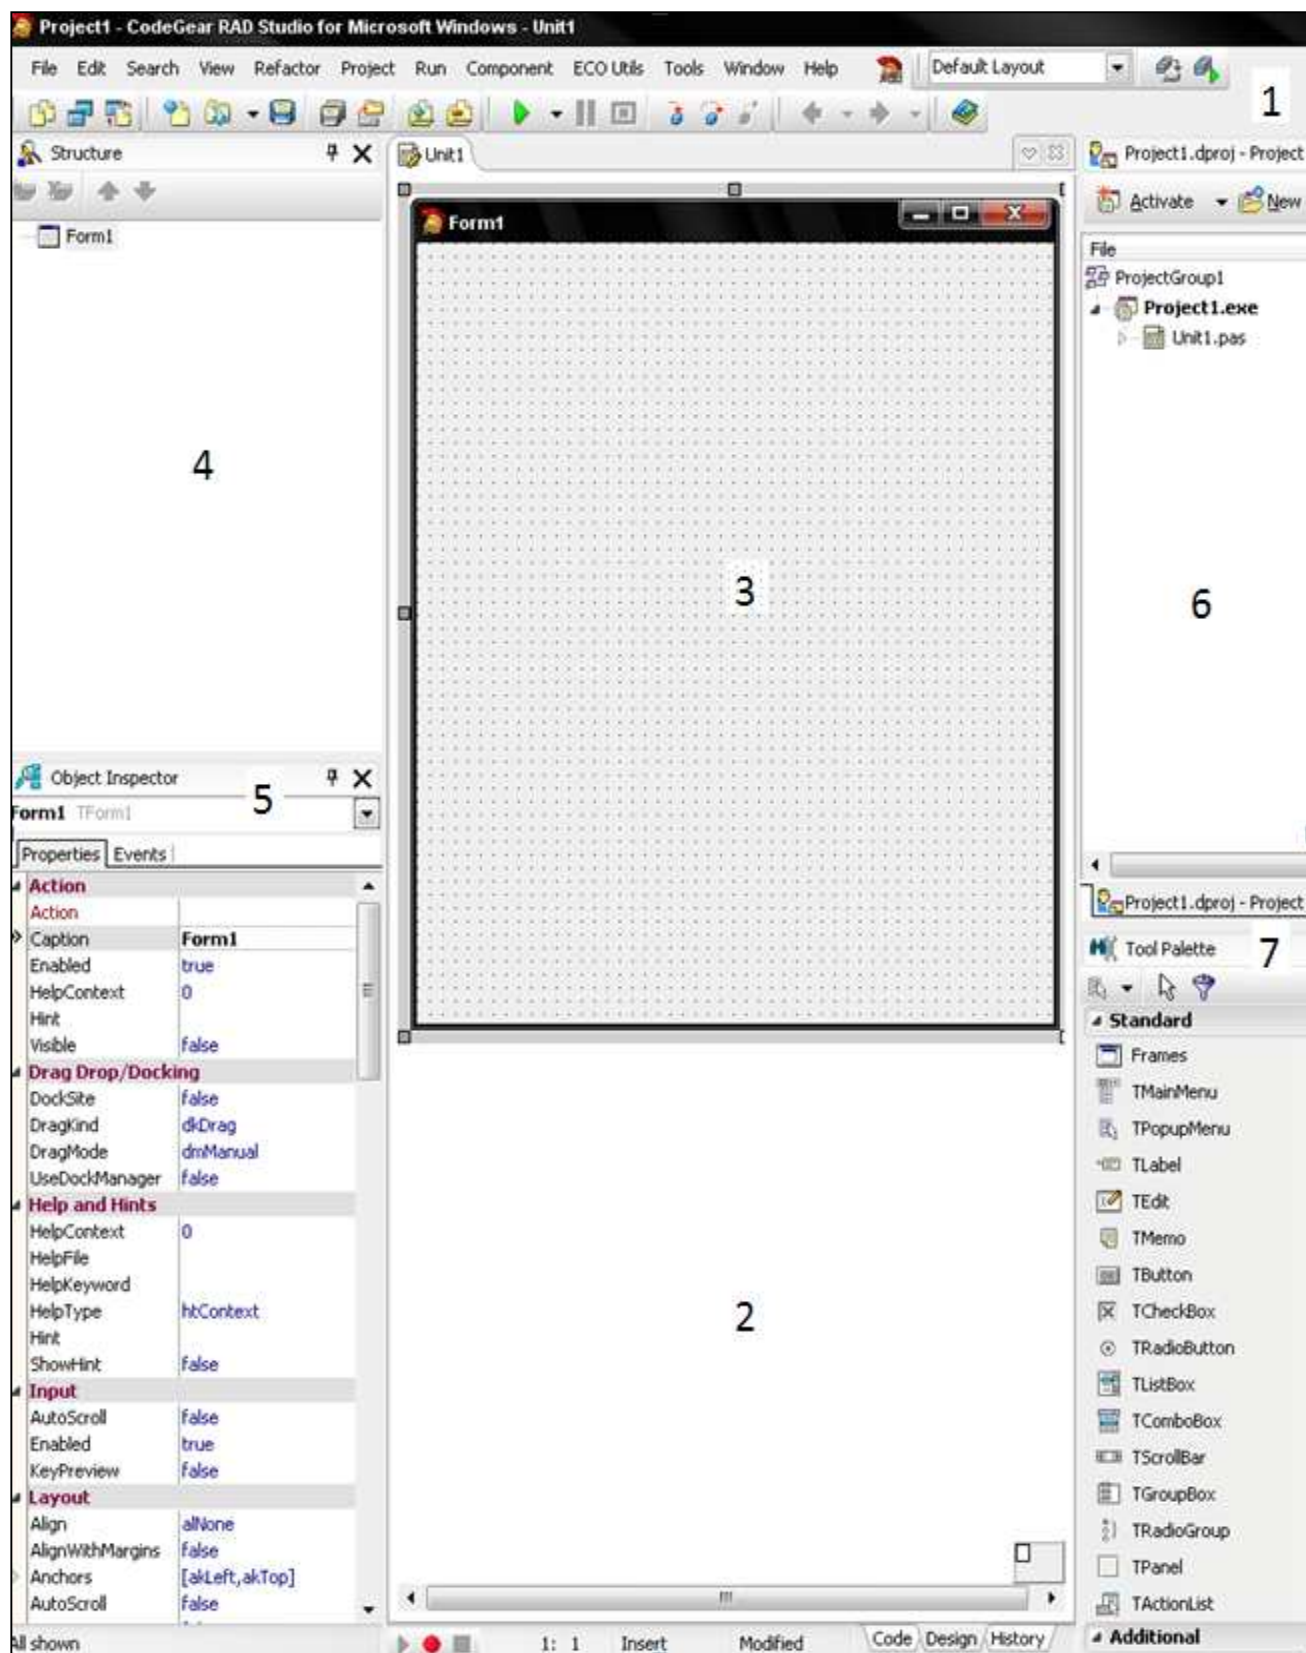 Project1 - CodeGear RAD Studio for Microsoft Windows - Unit1
File Edit Search View Refactor Project Run Component ECO Utils Tools Window Help Default Layout
1
Structure
Form1
4
Unit1
Form1
3
2
Project1.dproj - Project
Activate New
File
ProjectGroup1
Project1.exe
Unit1.pas
6
Project1.dproj - Project
Object Inspector
5
Form1 TForm1
Properties Events
Action
Action
Caption Form1
Enabled true
HelpContext 0
Hint
Visible false
Drag Drop/Docking
DockSite false
DragKind dkDrag
DragMode dmManual
UseDockManager false
Help and Hints
HelpContext 0
HelpFile
HelpKeyword
HelpType htContext
Hint
ShowHint false
Input
AutoScroll false
Enabled true
KeyPreview false
Layout
Align alNone
AlignWithMargins false
Anchors [akLeft,akTop]
AutoScroll false
All shown
1: 1 Insert Modified Code Design History
Tool Palette
7
Standard
Frames
TMainMenu
TPopupMenu
TLabel
TEdit
TMemo
TButton
TCheckBox
TRadioButton
TListBox
TComboBox
TScrollBar
TGroupBox
TRadioGroup
TPanel
TActionList
Additional